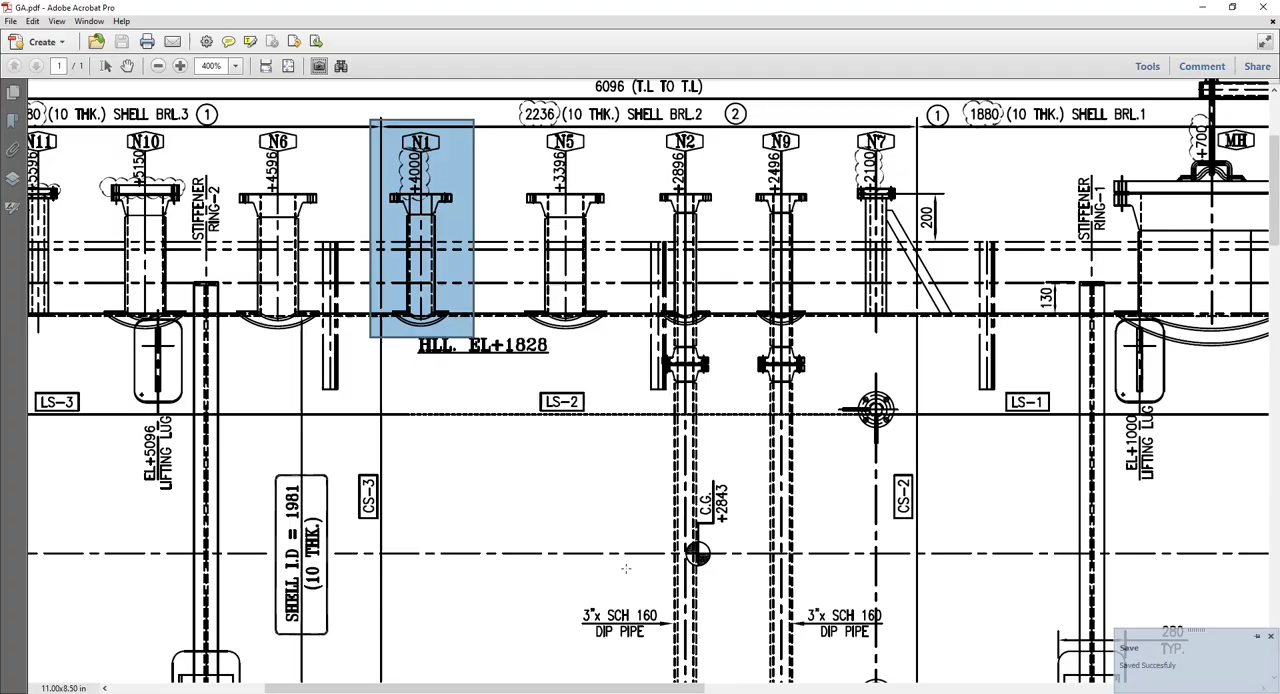 GA.pdf - Adobe Acrobat Pro
File Edit View Window Help
Create
1 / 1 400% Tools Comment Share
6096 (T.L TO T.L)
80 (10 THK.) SHELL BRL.3 1 2236 (10 THK.) SHELL BRL.2 2 1 1880 (10 THK.) SHELL BRL.1
N11 N10 N6 N1 N5 N2 N9 N7 MH
+5596 +5150 +4596 +4000 +3396 +2896 +2496 +2100 +700
STIFFENER
RING-2
STIFFENER
RING-1
200
130
HLL. EL+1828
LS-3 LS-2 LS-1
EL+5096
LIFTING LUG
EL+1000
LIFTING LUG
CS-3 CS-2
C.G.
+2843
SHELL I.D = 1981
(10 THK.)
3"x SCH 160
DIP PIPE
3"x SCH 160
DIP PIPE
280
TYP.
Save
Saved Succesfuly
11.00x8.50 in